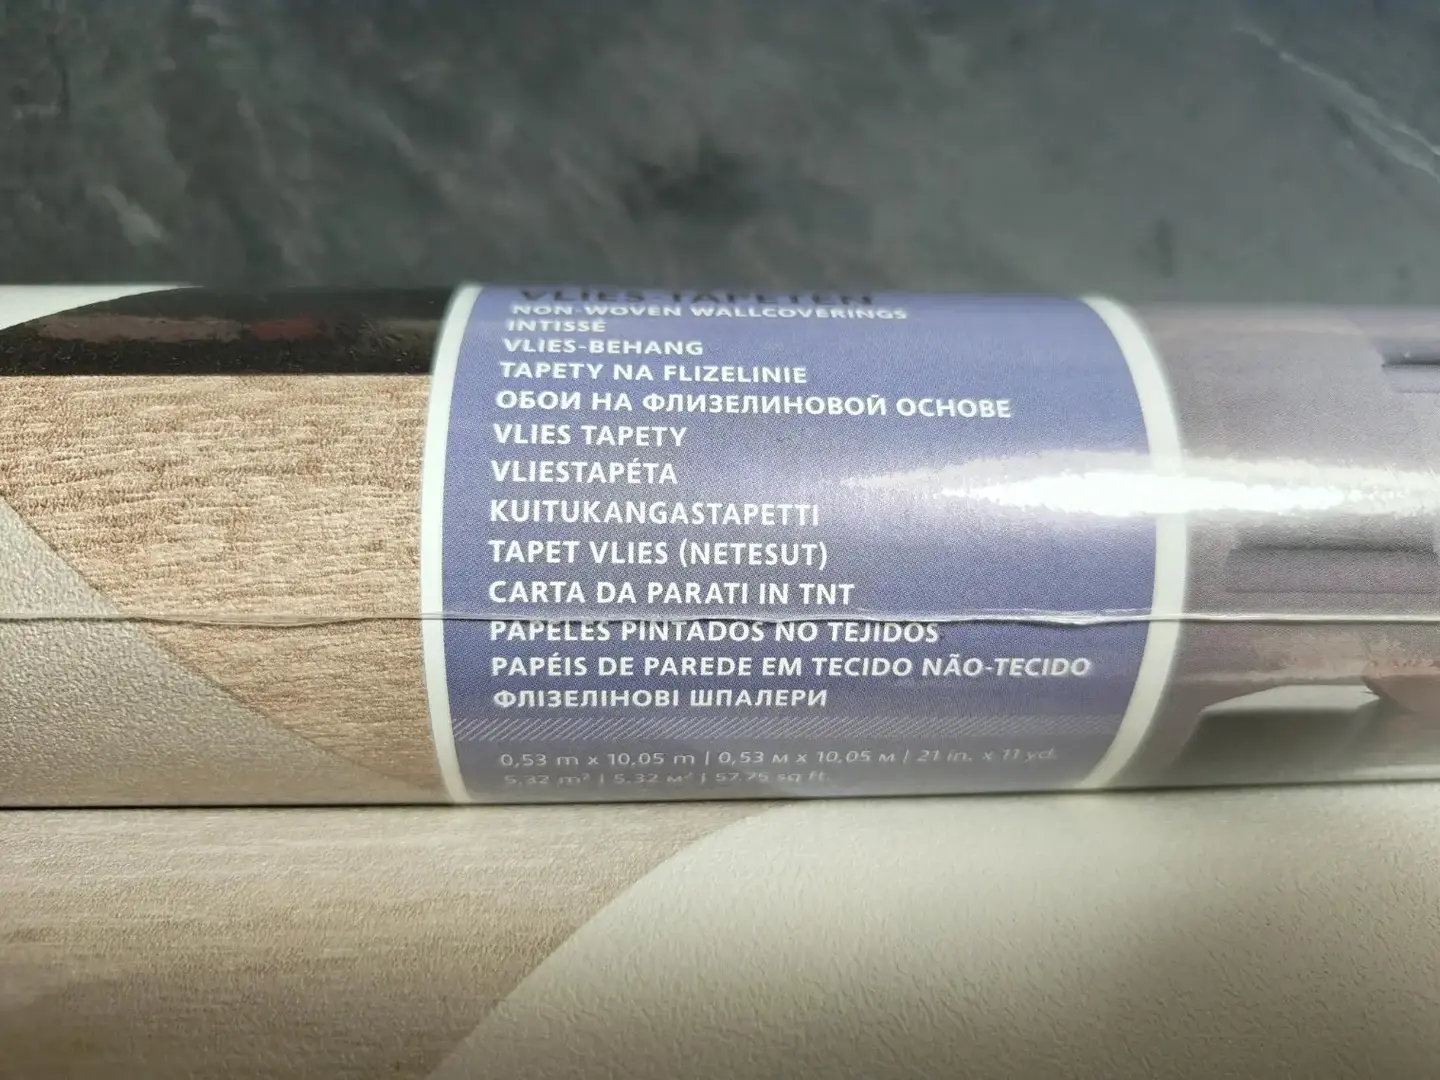 VLIES-TAPETEN
NON-WOVEN WALLCOVERINGS
INTISSÉ
VLIES-BEHANG
TAPETY NA FLIZELINIE
ОБОИ НА ФЛИЗЕЛИНОВОЙ ОСНОВЕ
VLIES TAPETY
VLIESTAPÉTA
KUITUKANGASTAPETTI
TAPET VLIES (NETESUT)
CARTA DA PARATI IN TNT
PAPELES PINTADOS NO TEJIDOS
PAPÉIS DE PAREDE EM TECIDO NÃO-TECIDO
ФЛІЗЕЛІНОВІ ШПАЛЕРИ
0,53 m x 10,05 m | 0,53 м x 10,05 м | 21 in. x 11 yd.
5,32 m² | 5,32 м² | 57.75 sq ft.